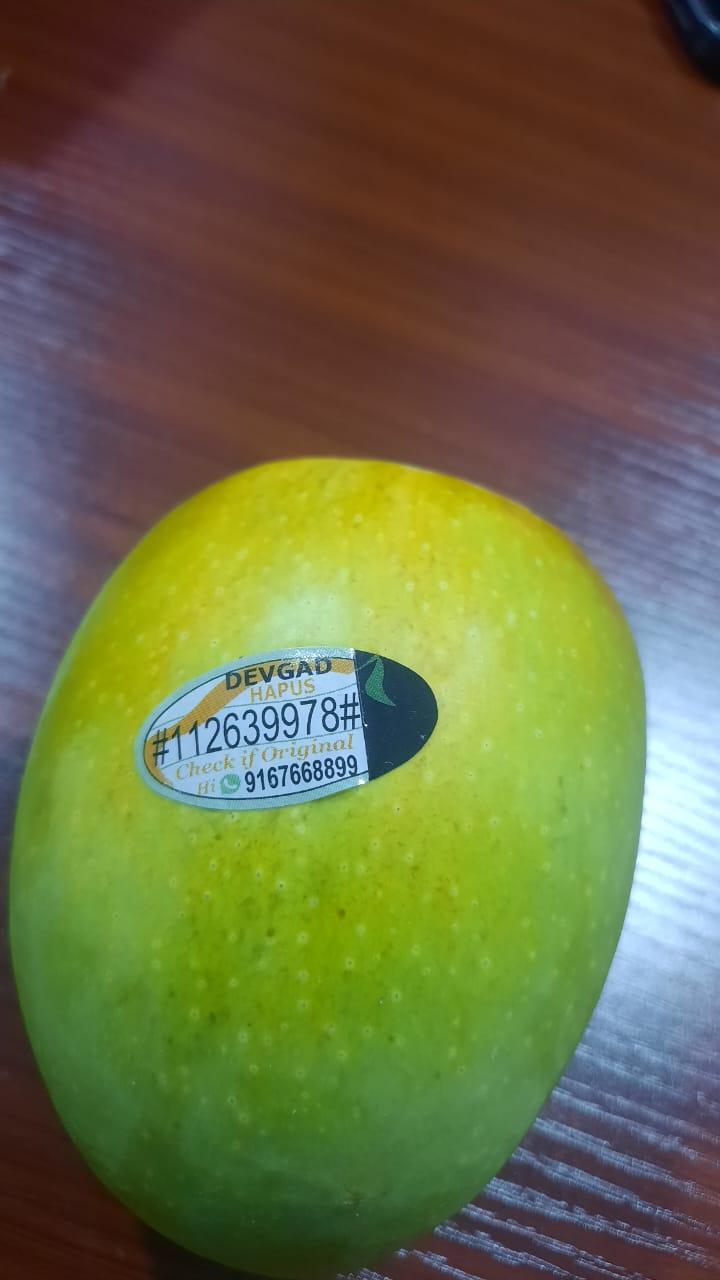 DEVGAD
HAPUS
#112639978#
Check if Original
Hi 9167668899